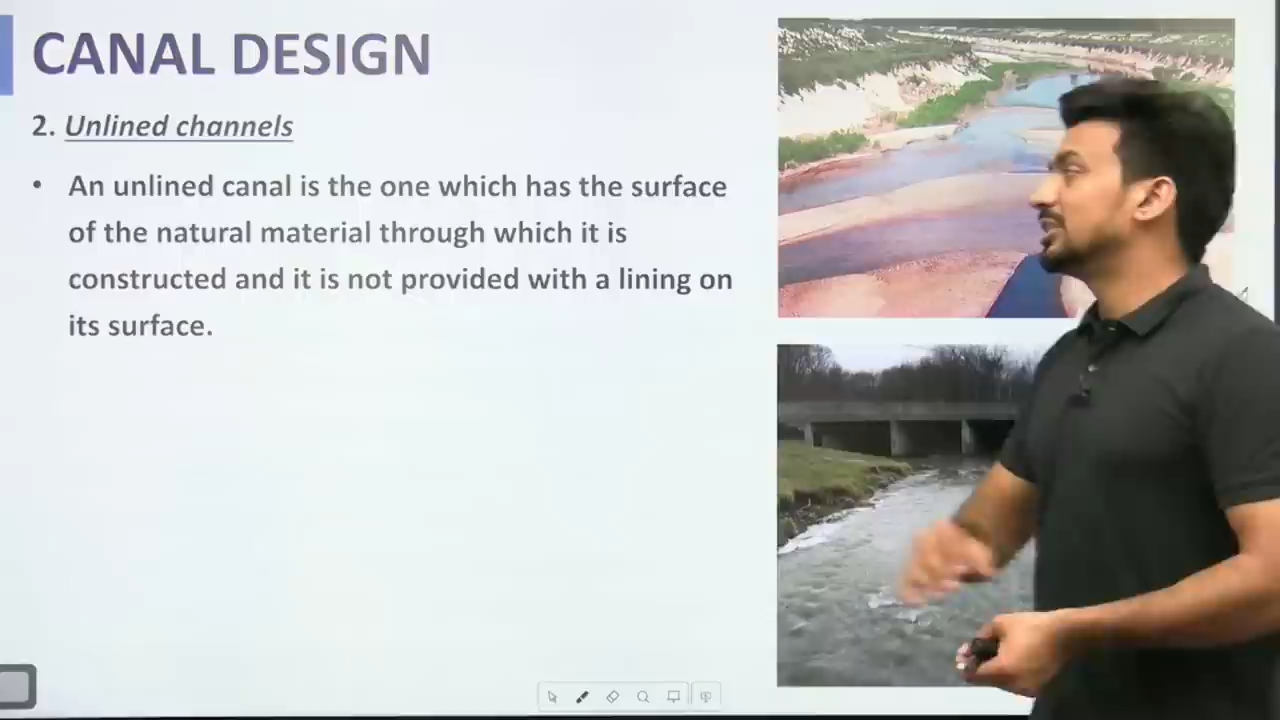 CANAL DESIGN
2. Unlined channels
• An unlined canal is the one which has the surface
of the natural material through which it is
constructed and it is not provided with a lining on
its surface.